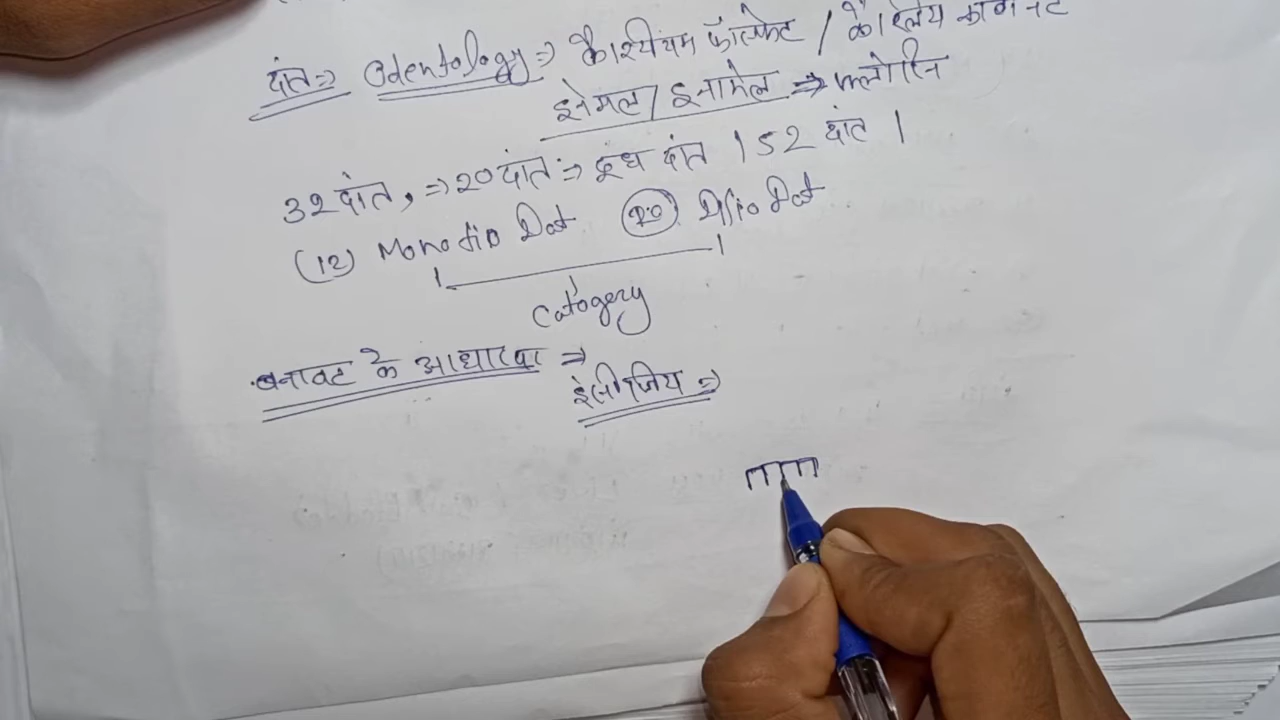 दांत ⇒ Odentology ⇒ कैल्शीयम फॉस्फेट / कैल्शियम कार्बोनेट
इनेमल / इनामेल ⇒ फ्लोरिन
32 दांत, ⇒ 20 दांत ⇒ दूध दांत । 52 दांत ।
(12) Monofio Dot (20) Difio Dot
Catogery
बनावट के आधार पर ⇒